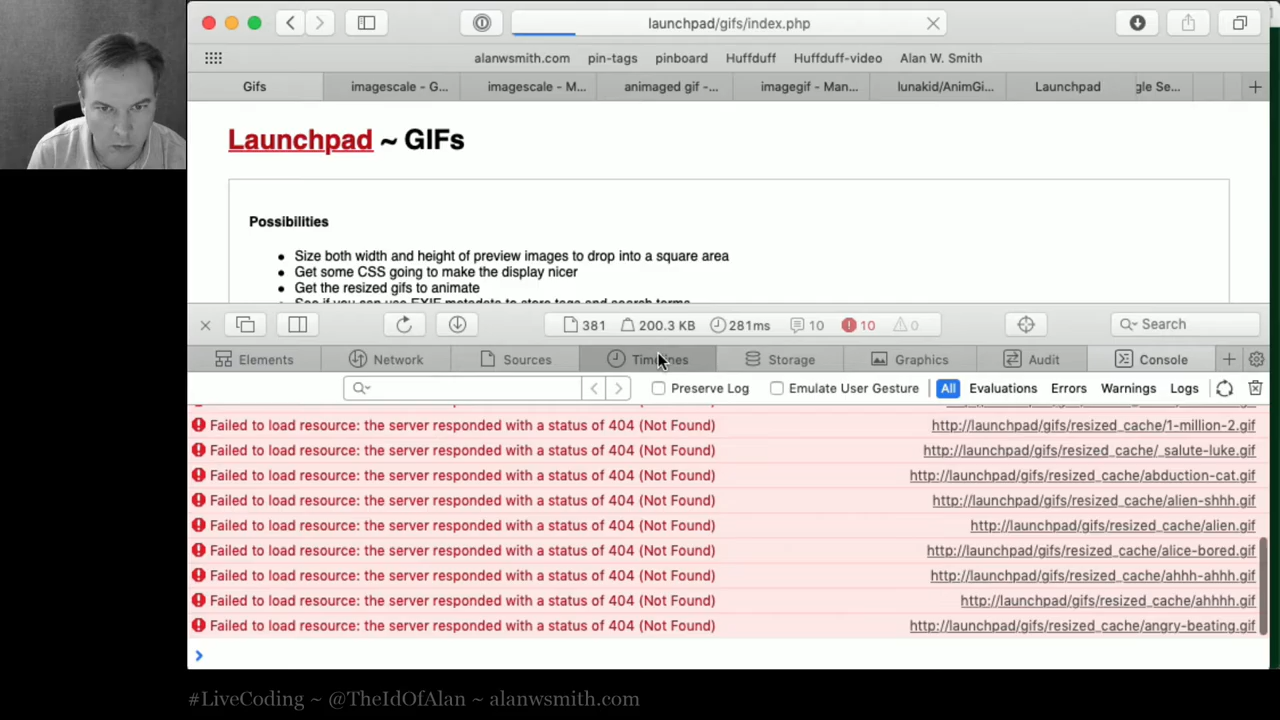 launchpad/gifs/index.php
alanwsmith.com pin-tags pinboard Huffduff Huffduff-video Alan W. Smith
Gifs imagescale - G... imagescale - M... animaged gif -... imagegif - Man... lunakid/AnimGi... Launchpad gle Se...
Launchpad ~ GIFs
Possibilities
• Size both width and height of preview images to drop into a square area
• Get some CSS going to make the display nicer
• Get the resized gifs to animate
• See if you can use EXIF metadata to store tags and search terms
381 200.3 KB 281ms 10 10 0 Search
Elements Network Sources Timelines Storage Graphics Audit Console
Preserve Log Emulate User Gesture All Evaluations Errors Warnings Logs
Failed to load resource: the server responded with a status of 404 (Not Found) http://launchpad/gifs/resized_cache/1-million-2.gif
Failed to load resource: the server responded with a status of 404 (Not Found) http://launchpad/gifs/resized_cache/_salute-luke.gif
Failed to load resource: the server responded with a status of 404 (Not Found) http://launchpad/gifs/resized_cache/abduction-cat.gif
Failed to load resource: the server responded with a status of 404 (Not Found) http://launchpad/gifs/resized_cache/alien-shhh.gif
Failed to load resource: the server responded with a status of 404 (Not Found) http://launchpad/gifs/resized_cache/alien.gif
Failed to load resource: the server responded with a status of 404 (Not Found) http://launchpad/gifs/resized_cache/alice-bored.gif
Failed to load resource: the server responded with a status of 404 (Not Found) http://launchpad/gifs/resized_cache/ahhh-ahhh.gif
Failed to load resource: the server responded with a status of 404 (Not Found) http://launchpad/gifs/resized_cache/ahhhh.gif
Failed to load resource: the server responded with a status of 404 (Not Found) http://launchpad/gifs/resized_cache/angry-beating.gif
#LiveCoding ~ @TheIdOfAlan ~ alanwsmith.com